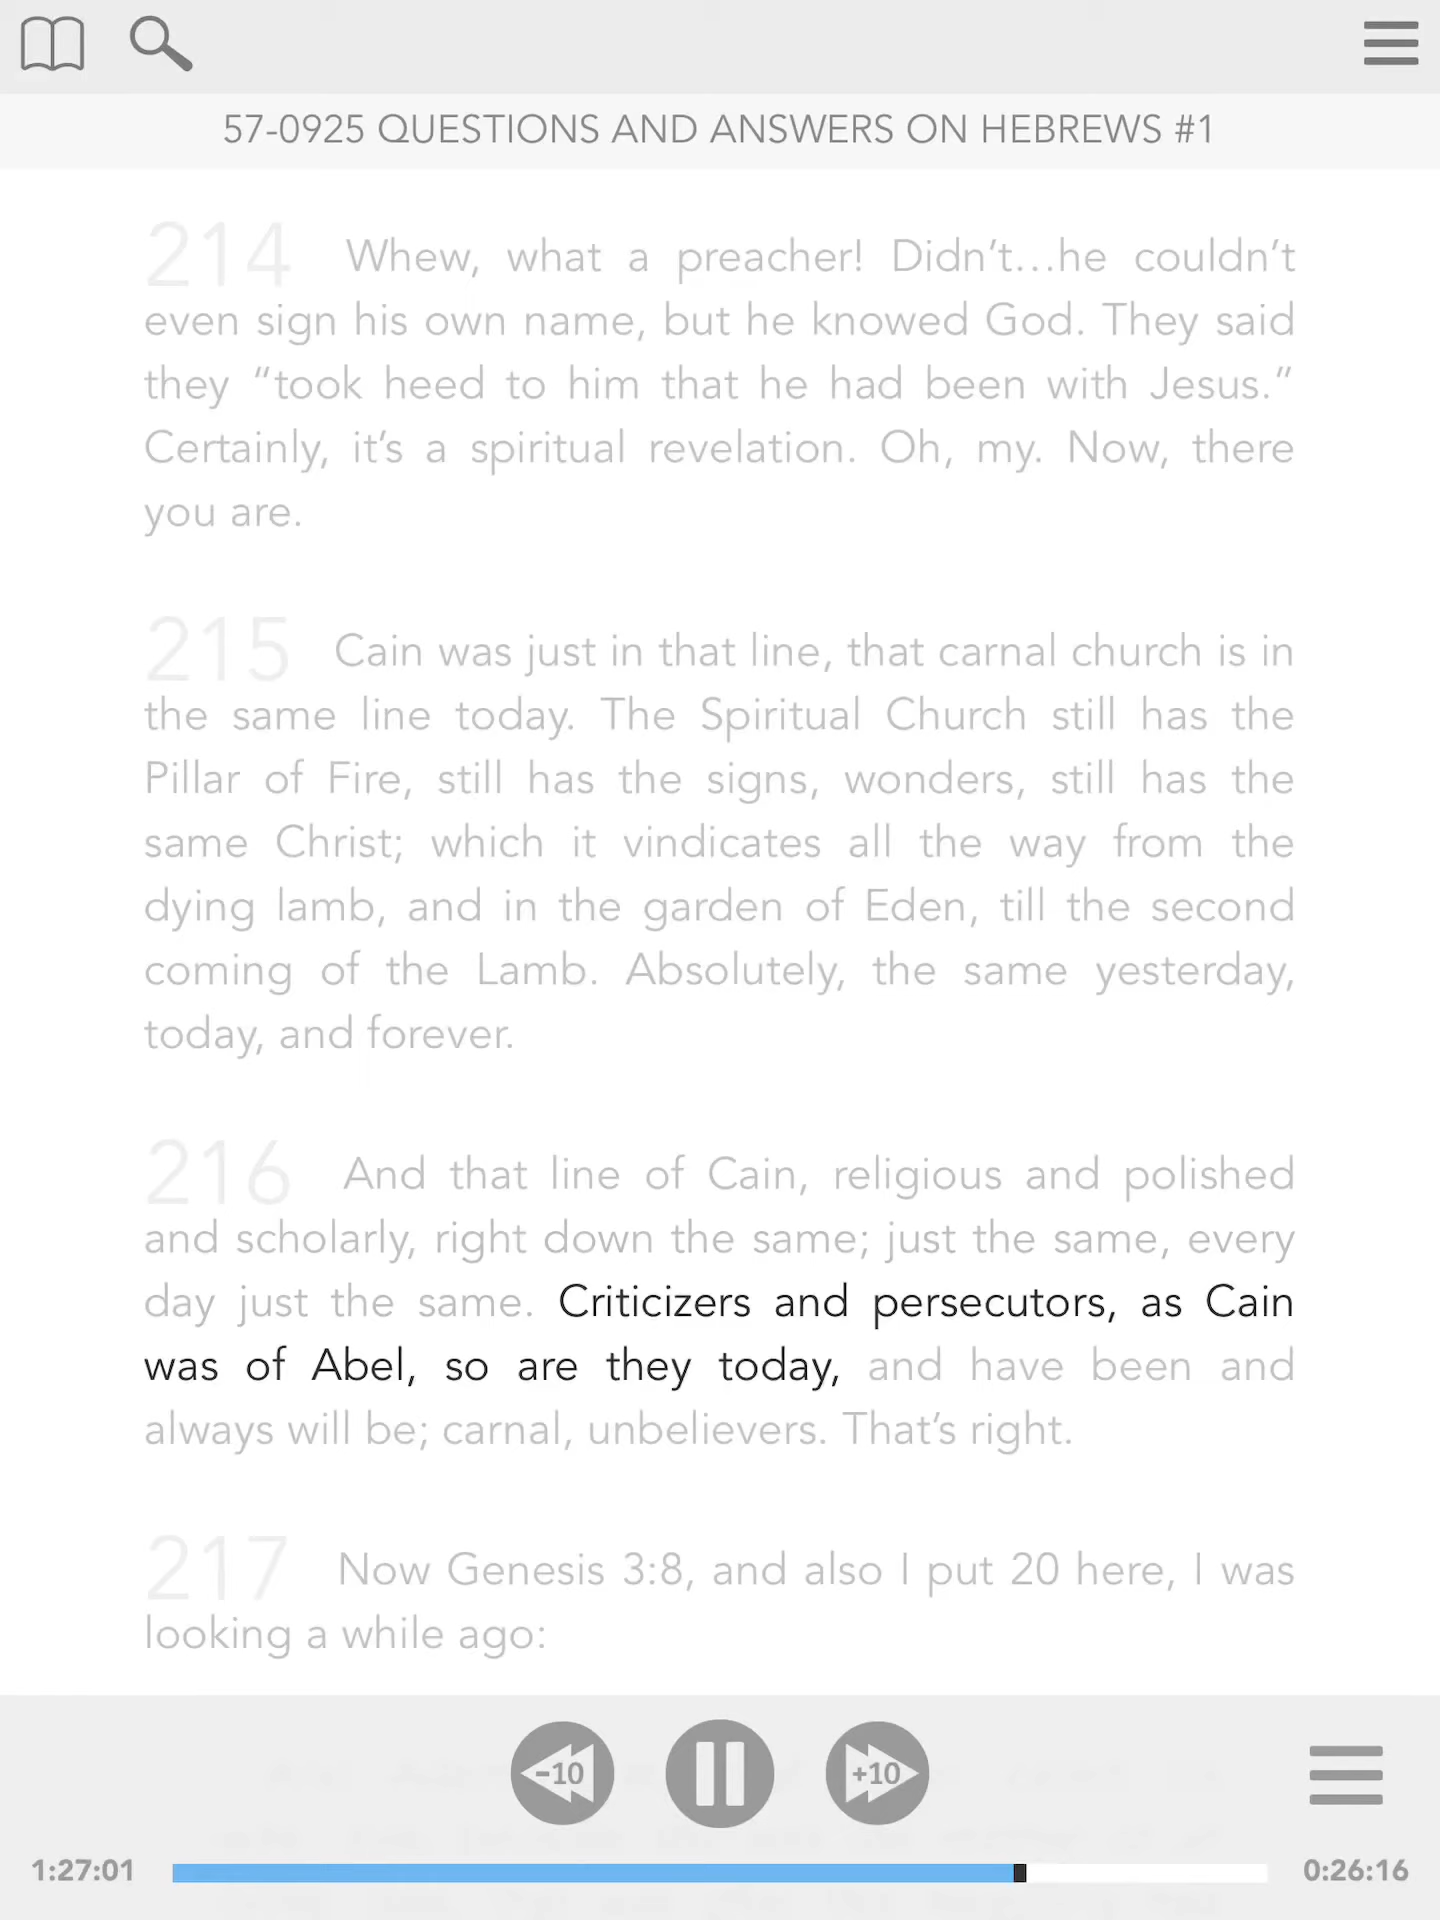 57-0925 QUESTIONS AND ANSWERS ON HEBREWS #1
214 Whew, what a preacher! Didn’t…he couldn’t
even sign his own name, but he knowed God. They said
they “took heed to him that he had been with Jesus.”
Certainly, it’s a spiritual revelation. Oh, my. Now, there
you are.
215 Cain was just in that line, that carnal church is in
the same line today. The Spiritual Church still has the
Pillar of Fire, still has the signs, wonders, still has the
same Christ; which it vindicates all the way from the
dying lamb, and in the garden of Eden, till the second
coming of the Lamb. Absolutely, the same yesterday,
today, and forever.
216 And that line of Cain, religious and polished
and scholarly, right down the same; just the same, every
day just the same. Criticizers and persecutors, as Cain
was of Abel, so are they today, and have been and
always will be; carnal, unbelievers. That’s right.
217 Now Genesis 3:8, and also I put 20 here, I was
looking a while ago:
-10 +10
1:27:01 0:26:16